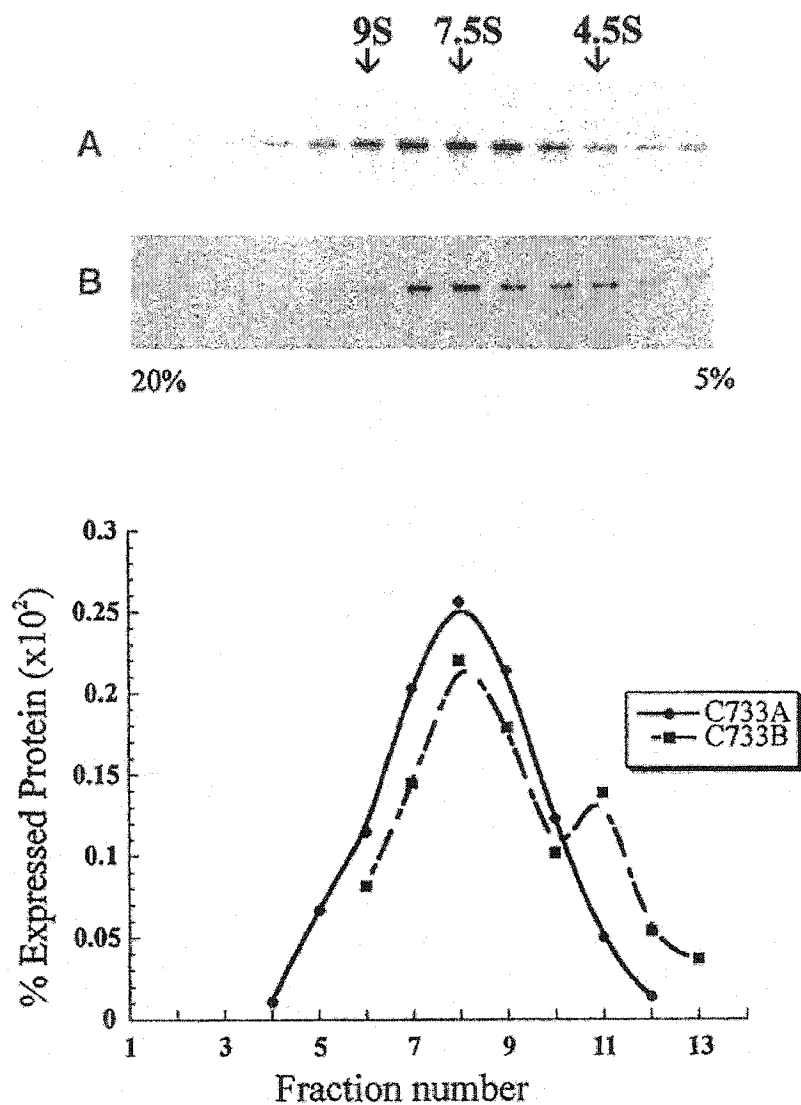 9S 7.5S 4.5S
A
B
20% 5%
% Expressed Protein (x10²)
0.3
0.25
0.2
0.15
0.1
0.05
0
1 3 5 7 9 11 13
Fraction number
C733A
C733B